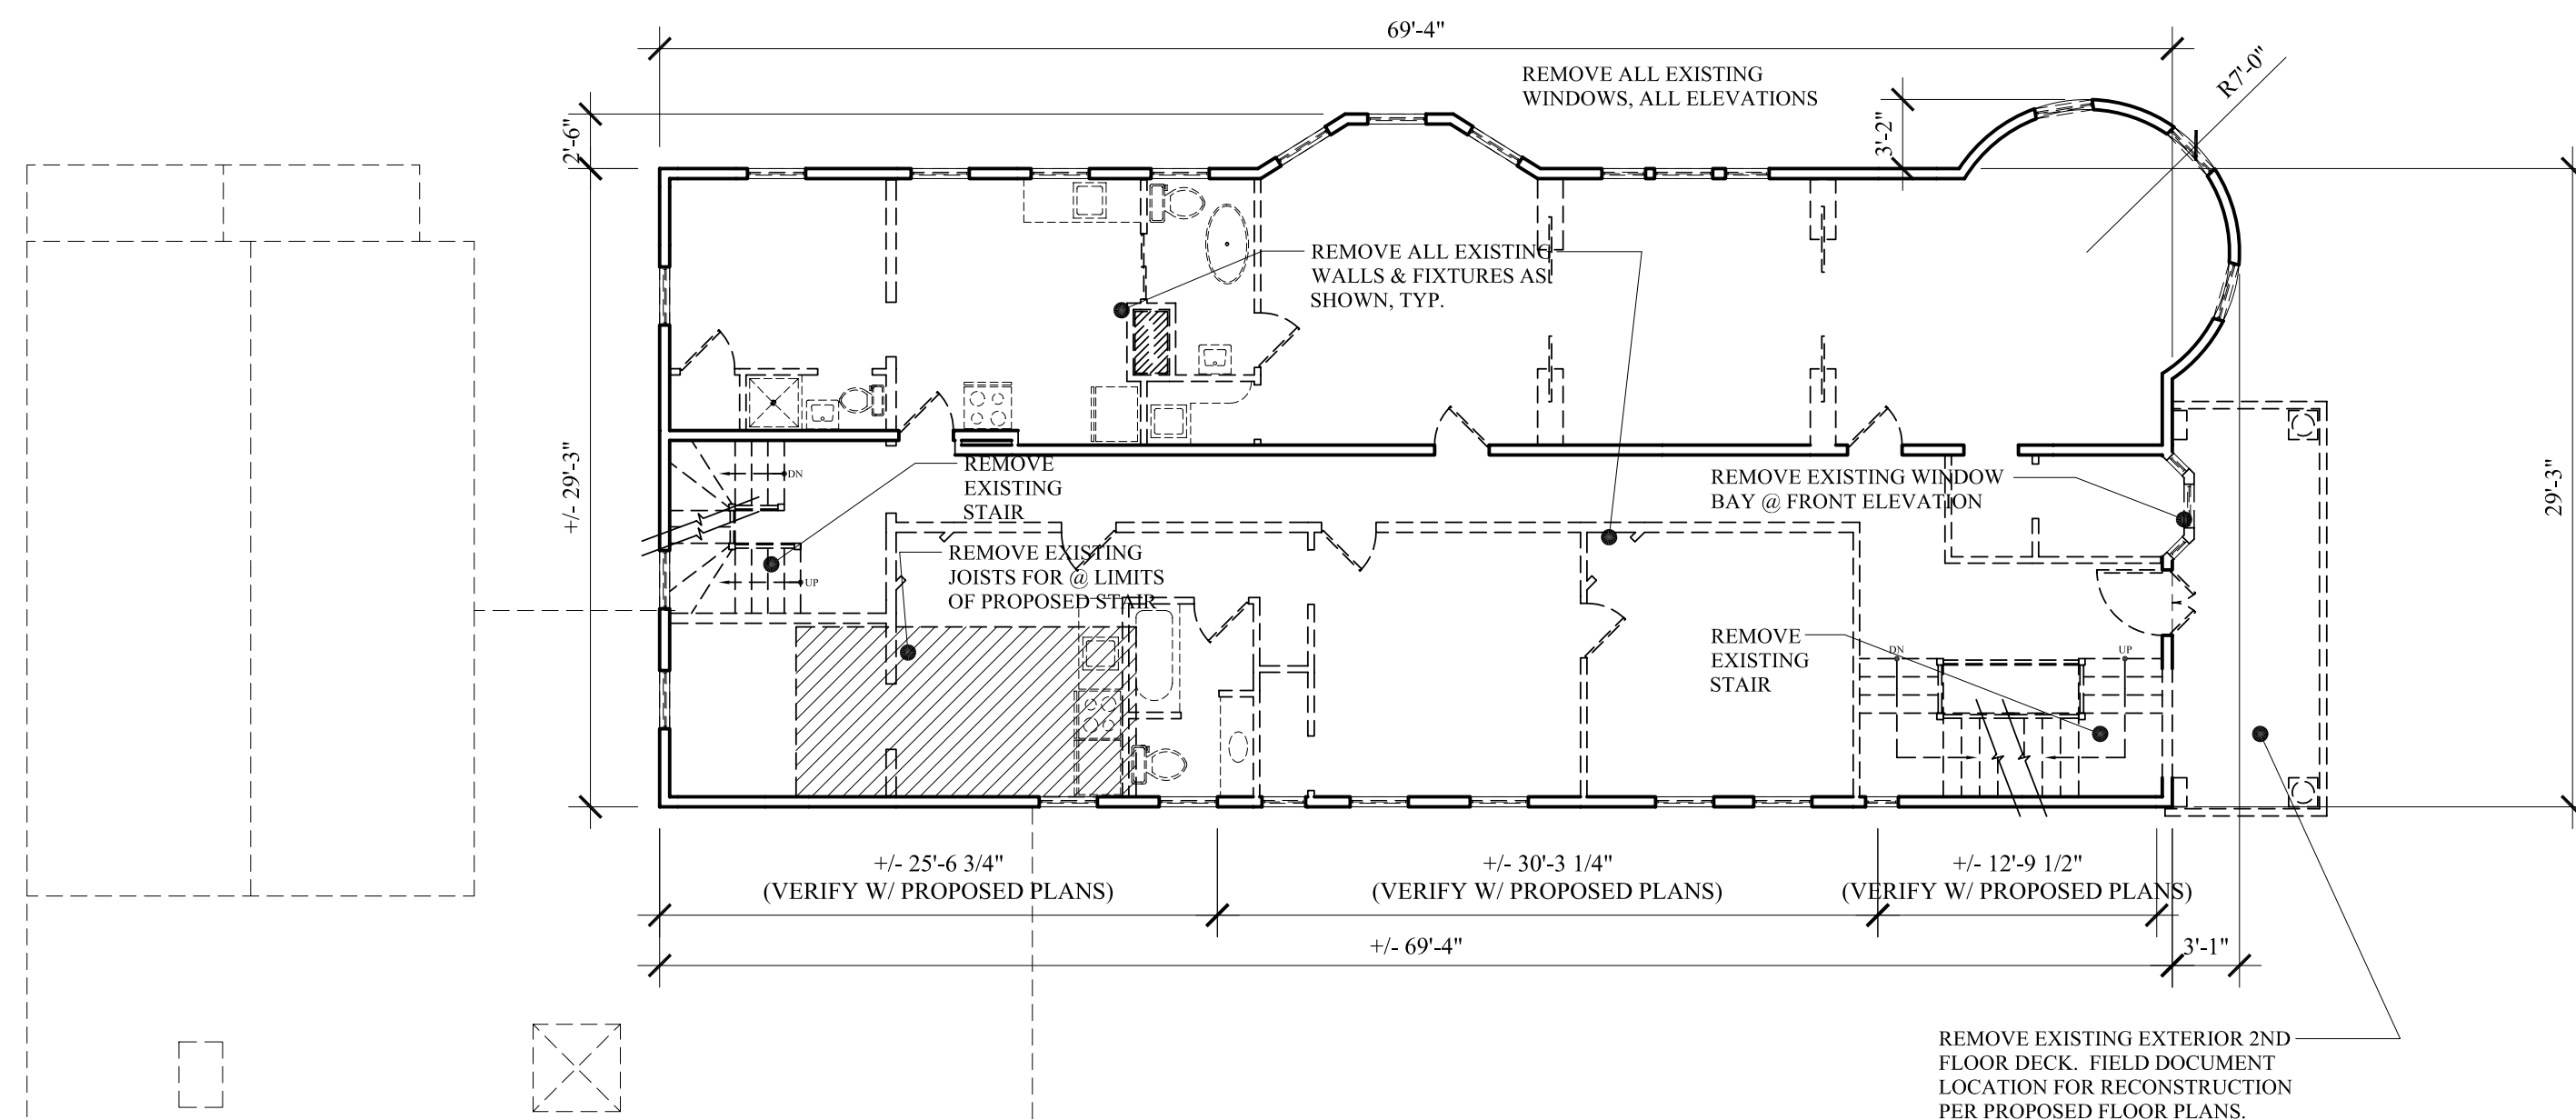 69'-4"
REMOVE ALL EXISTING
WINDOWS, ALL ELEVATIONS
R7'-0"
2'-6"
3'-2"
REMOVE ALL EXISTING
WALLS & FIXTURES AS
SHOWN, TYP.
+/- 29'-3"
29'-3"
DN
REMOVE
EXISTING
STAIR
REMOVE EXISTING WINDOW
BAY @ FRONT ELEVATION
UP
REMOVE EXISTING
JOISTS FOR @ LIMITS
OF PROPOSED STAIR
REMOVE
EXISTING
STAIR
DN
UP
+/- 25'-6 3/4"
(VERIFY W/ PROPOSED PLANS)
+/- 30'-3 1/4"
(VERIFY W/ PROPOSED PLANS)
+/- 12'-9 1/2"
(VERIFY W/ PROPOSED PLANS)
+/- 69'-4"
3'-1"
REMOVE EXISTING EXTERIOR 2ND
FLOOR DECK.  FIELD DOCUMENT
LOCATION FOR RECONSTRUCTION
PER PROPOSED FLOOR PLANS.